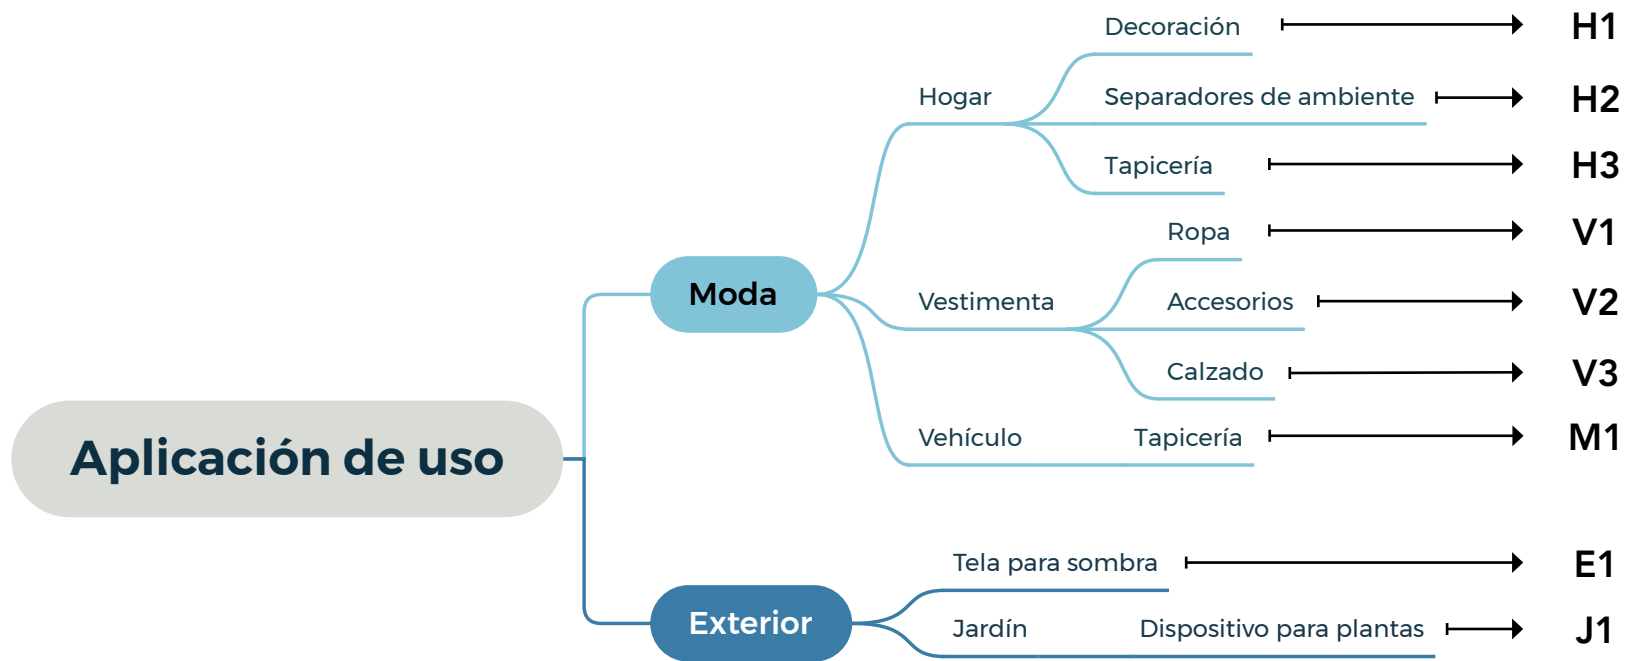 Aplicación de uso
Moda
Hogar
Decoración H1
Separadores de ambiente H2
Tapicería H3
Vestimenta
Ropa V1
Accesorios V2
Calzado V3
Vehículo Tapicería M1
Exterior
Tela para sombra E1
Jardín Dispositivo para plantas J1